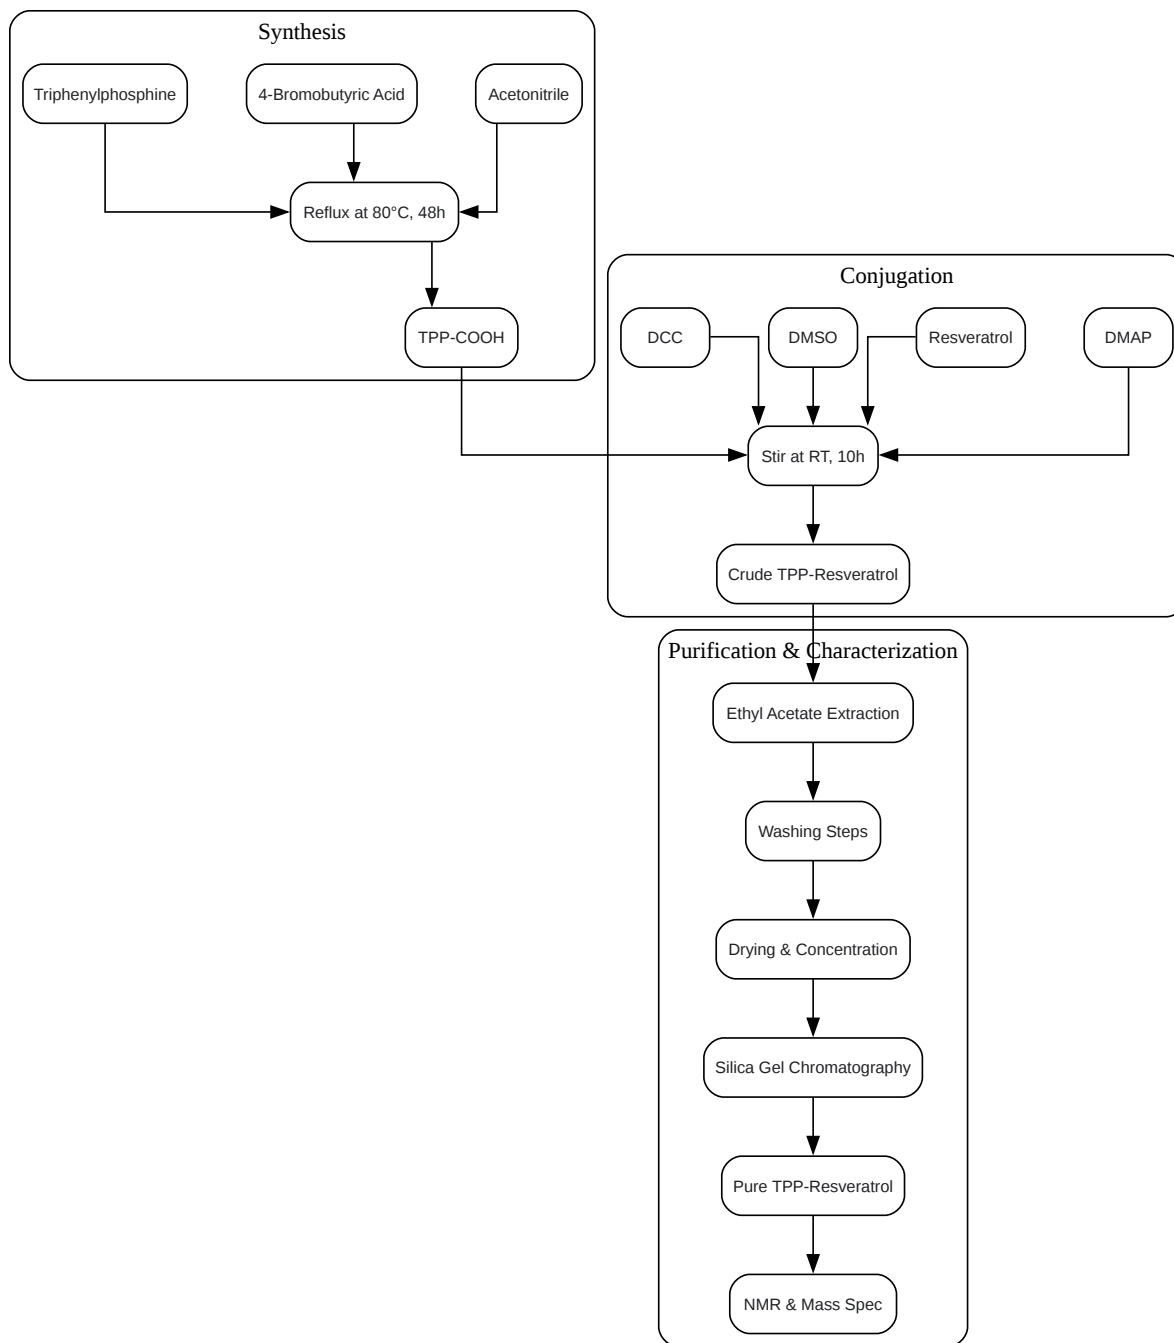 Synthesis
Triphenylphosphine
4-Bromobutyric Acid
Acetonitrile
Reflux at 80°C, 48h
TPP-COOH
Conjugation
DCC
DMSO
Resveratrol
DMAP
Stir at RT, 10h
Crude TPP-Resveratrol
Purification & Characterization
Ethyl Acetate Extraction
Washing Steps
Drying & Concentration
Silica Gel Chromatography
Pure TPP-Resveratrol
NMR & Mass Spec